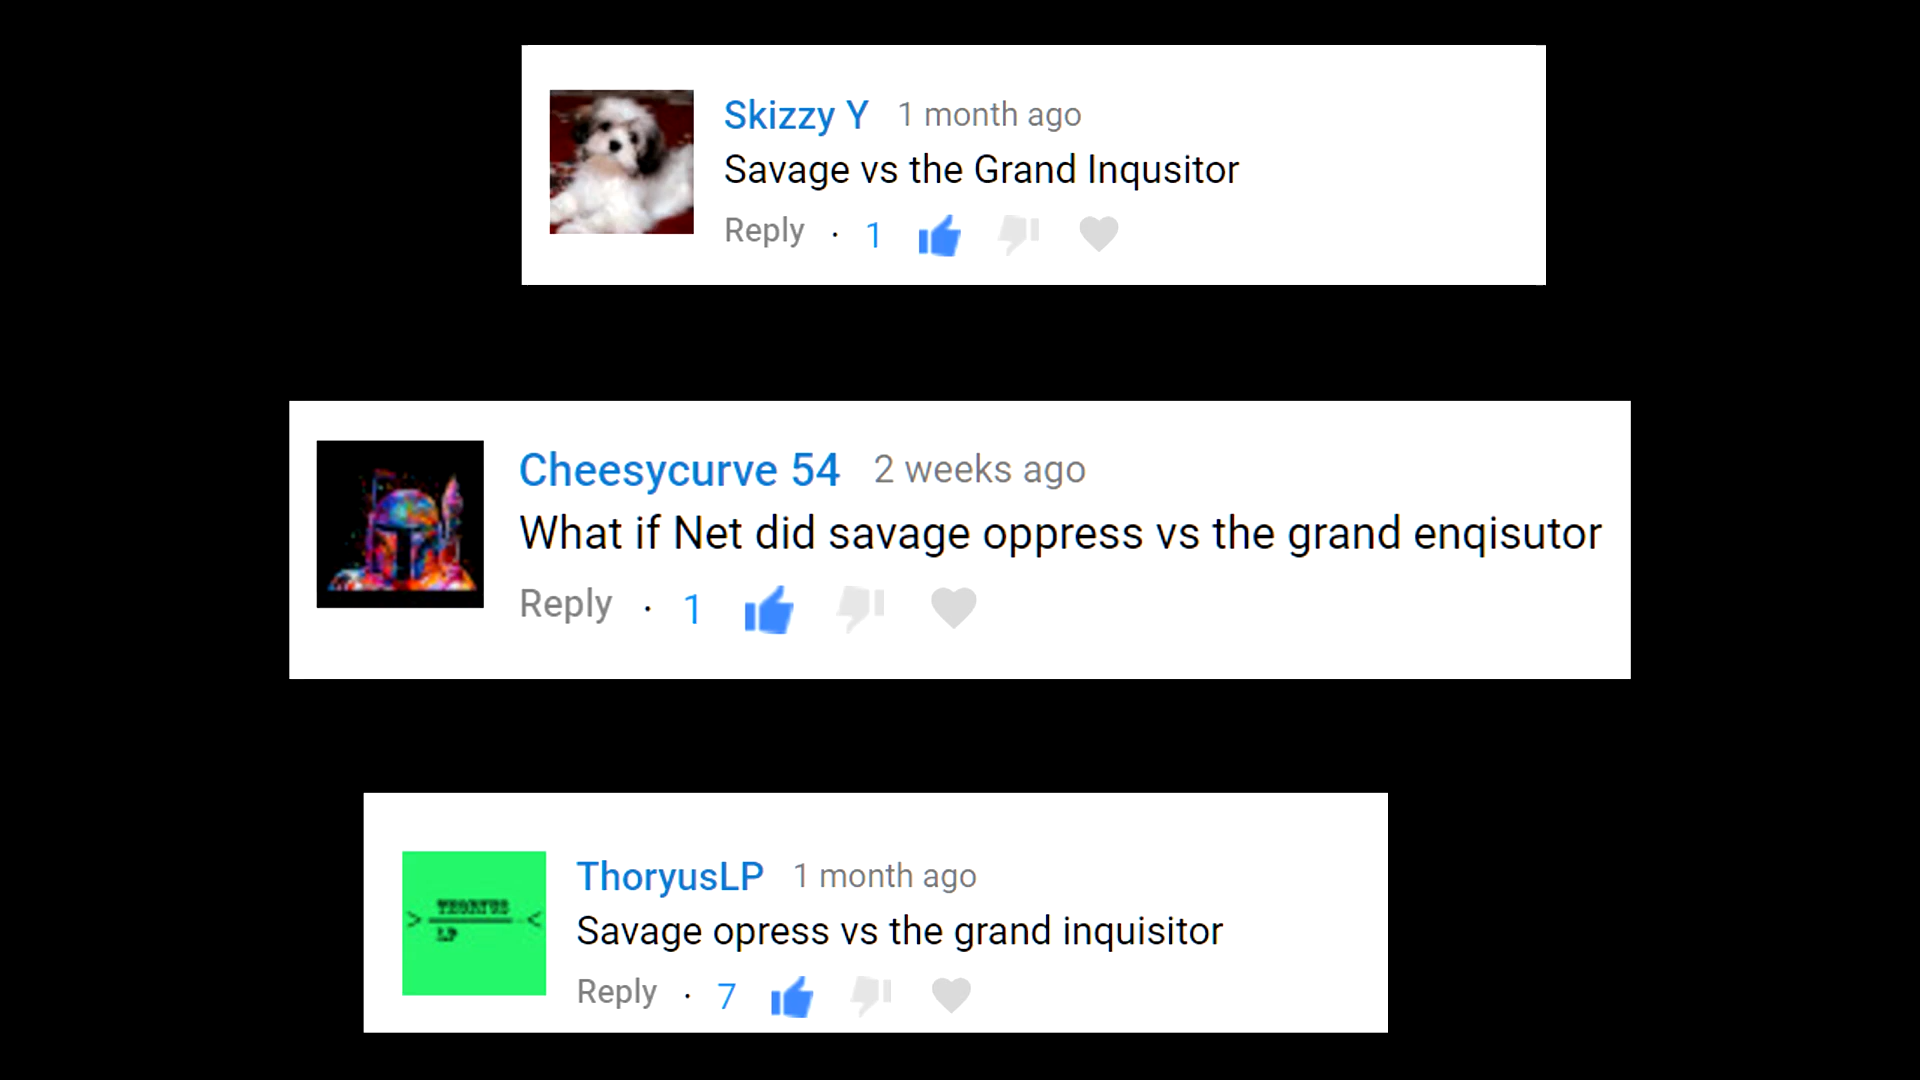 Skizzy Y 1 month ago
Savage vs the Grand Inqusitor
Reply · 1
Cheesycurve 54 2 weeks ago
What if Net did savage oppress vs the grand enqisutor
Reply · 1
> THORYUS <
LP
ThoryusLP 1 month ago
Savage opress vs the grand inquisitor
Reply · 7